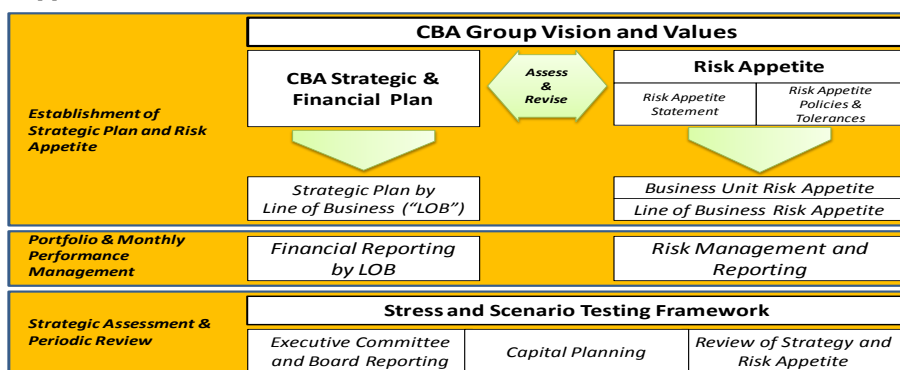 CBA Group Vision and Values
Establishment of
Strategic Plan and Risk
Appetite
CBA Strategic &
Financial Plan
Assess
&
Revise
Risk Appetite
Risk Appetite
Statement
Risk Appetite
Policies &
Tolerances
Strategic Plan by
Line of Business (“LOB”)
Business Unit Risk Appetite
Line of Business Risk Appetite
Portfolio & Monthly
Performance
Management
Financial Reporting
by LOB
Risk Management and
Reporting
Strategic Assessment &
Periodic Review
Stress and Scenario Testing Framework
Executive Committee
and Board Reporting
Capital Planning
Review of Strategy and
Risk Appetite